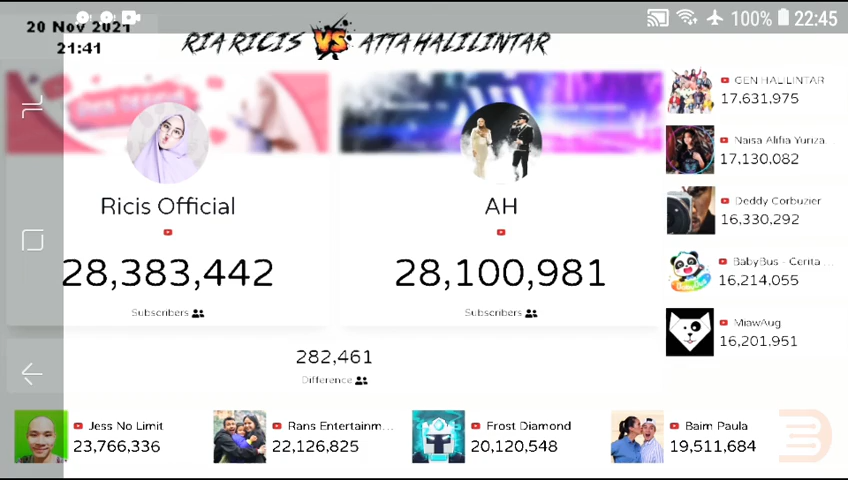 20 Nov 2021
21:41
100% 22:45
RIA RICIS VS ATTA HALILINTAR
Ricis Official
28,383,442
Subscribers
AH
28,100,981
Subscribers
282,461
Difference
GEN HALILINTAR
17,631,975
Naisa Alifia Yuriza...
17,130,082
Deddy Corbuzier
16,330,292
BabyBus - Cerita ...
16,214,055
MiawAug
16,201,951
Jess No Limit
23,766,336
Rans Entertainm...
22,126,825
Frost Diamond
20,120,548
Baim Paula
19,511,684